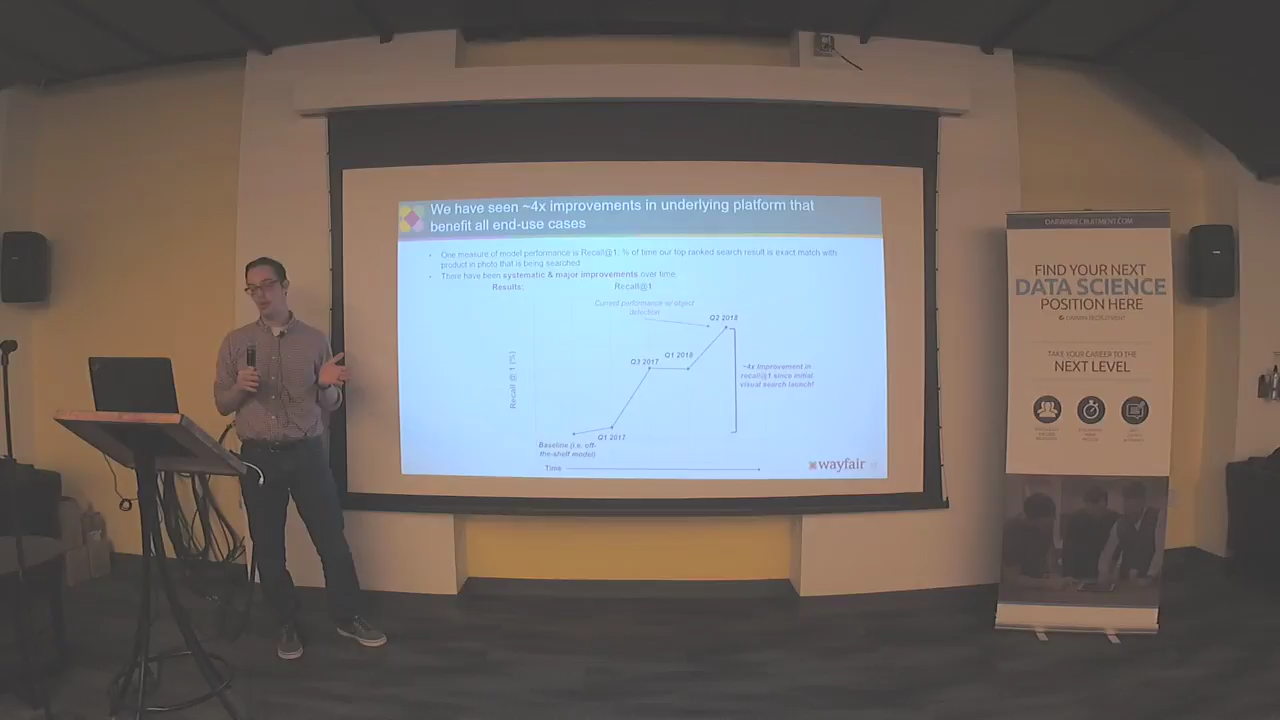 We have seen ~4x improvements in underlying platform that
benefit all end-use cases
One measure of model performance is Recall@1, % of time our top ranked search result is exact match with
product in photo that is being searched
There have been systematic & major improvements over time.
Results:
Recall@1
Current performance w/ object
detection
Q2 2018
Q1 2018
Q3 2017
Q1 2017
Recall @ 1 (%)
~4x Improvement in
recall@1 since initial
visual search launch!
Baseline (i.e. off-
the-shelf model)
Time
wayfair
DARWINRECRUITMENT.COM
FIND YOUR NEXT
DATA SCIENCE
POSITION HERE
DARWIN RECRUITMENT
TAKE YOUR CAREER TO THE
NEXT LEVEL